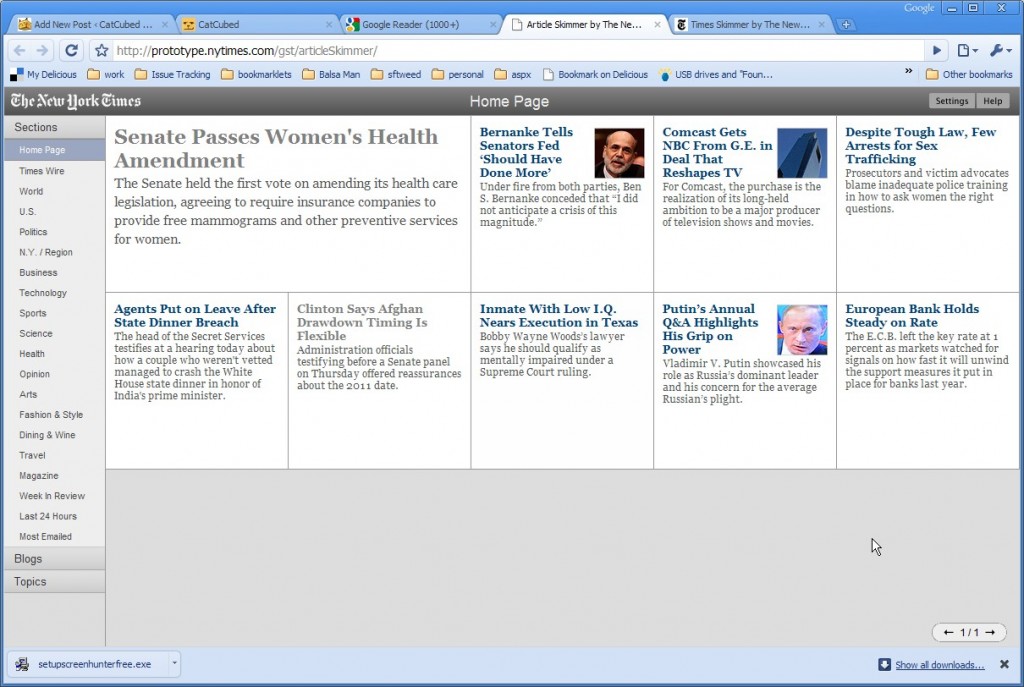 Google
Add New Post ‹ CatCubed ...
CatCubed
Google Reader (1000+)
Article Skimmer by The Ne...
Times Skimmer by The New...
http://prototype.nytimes.com/gst/articleSkimmer/
My Delicious
work
Issue Tracking
bookmarklets
Balsa Man
sftweed
personal
aspx
Bookmark on Delicious
USB drives and "Foun...
»
Other bookmarks
The New York Times
Home Page
Settings
Help
Sections
Home Page
Times Wire
World
U.S.
Politics
N.Y. / Region
Business
Technology
Sports
Science
Health
Opinion
Arts
Fashion & Style
Dining & Wine
Travel
Magazine
Week In Review
Last 24 Hours
Most Emailed
Blogs
Topics
Senate Passes Women's Health
Amendment
The Senate held the first vote on amending its health care
legislation, agreeing to require insurance companies to
provide free mammograms and other preventive services
for women.
Bernanke Tells
Senators Fed
‘Should Have
Done More’
Under fire from both parties, Ben
S. Bernanke conceded that “I did
not anticipate a crisis of this
magnitude.”
Comcast Gets
NBC From G.E. in
Deal That
Reshapes TV
For Comcast, the purchase is the
realization of its long-held
ambition to be a major producer
of television shows and movies.
Despite Tough Law, Few
Arrests for Sex
Trafficking
Prosecutors and victim advocates
blame inadequate police training
in how to ask women the right
questions.
Agents Put on Leave After
State Dinner Breach
The head of the Secret Services
testifies at a hearing today about
how a couple who weren't vetted
managed to crash the White
House state dinner in honor of
India's prime minister.
Clinton Says Afghan
Drawdown Timing Is
Flexible
Administration officials
testifying before a Senate panel
on Thursday offered reassurances
about the 2011 date.
Inmate With Low I.Q.
Nears Execution in Texas
Bobby Wayne Woods's lawyer
says he should qualify as
mentally impaired under a
Supreme Court ruling.
Putin’s Annual
Q&A Highlights
His Grip on
Power
Vladimir V. Putin showcased his
role as Russia’s dominant leader
and his concern for the average
Russian’s plight.
European Bank Holds
Steady on Rate
The E.C.B. left the key rate at 1
percent as markets watched for
signals on how fast it will unwind
the support measures it put in
place for banks last year.
← 1 / 1 →
setupscreenhunterfree.exe
Show all downloads...